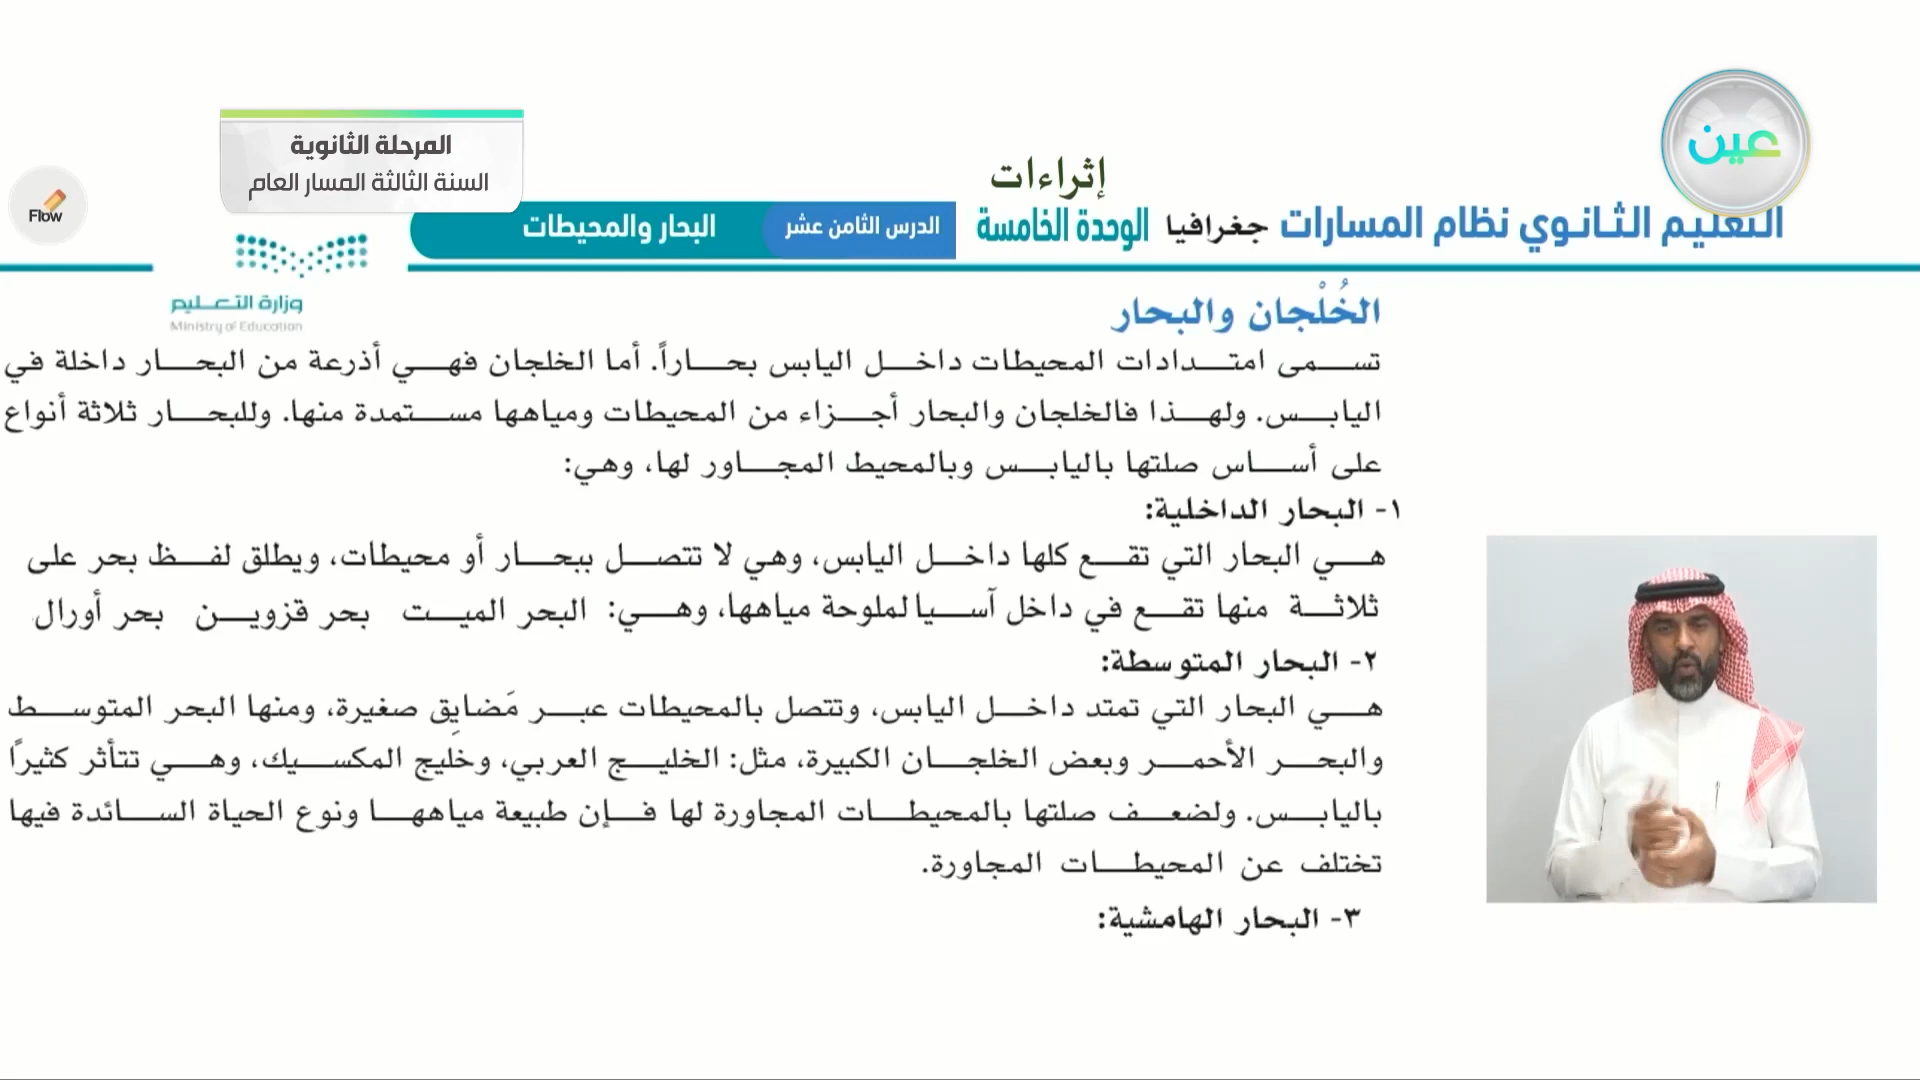 عين
المرحلة الثانوية
السنة الثالثة المسار العام
Flow
إثراءات
التعليم الثانوي نظام المسارات جغرافيا الوحدة الخامسة الدرس الثامن عشر البحار والمحيطات
وزارة التعليم
Ministry of Education
الخُلْجان والبحار
تسمى امتدادات المحيطات داخل اليابس بحاراً. أما الخلجان فهي أذرعة من البحار داخلة في
اليابس. ولهذا فالخلجان والبحار أجزاء من المحيطات ومياهها مستمدة منها. وللبحار ثلاثة أنواع
على أساس صلتها باليابس وبالمحيط المجاور لها، وهي:
١- البحار الداخلية:
هي البحار التي تقع كلها داخل اليابس، وهي لا تتصل ببحار أو محيطات، ويطلق لفظ بحر على
ثلاثة منها تقع في داخل آسيا لملوحة مياهها، وهي: البحر الميت بحر قزوين بحر أورال
٢- البحار المتوسطة:
هي البحار التي تمتد داخل اليابس، وتتصل بالمحيطات عبر مَضايِق صغيرة، ومنها البحر المتوسط
والبحر الأحمر وبعض الخلجان الكبيرة، مثل: الخليج العربي، وخليج المكسيك، وهي تتأثر كثيرًا
باليابس. ولضعف صلتها بالمحيطات المجاورة لها فإن طبيعة مياهها ونوع الحياة السائدة فيها
تختلف عن المحيطات المجاورة.
٣- البحار الهامشية: